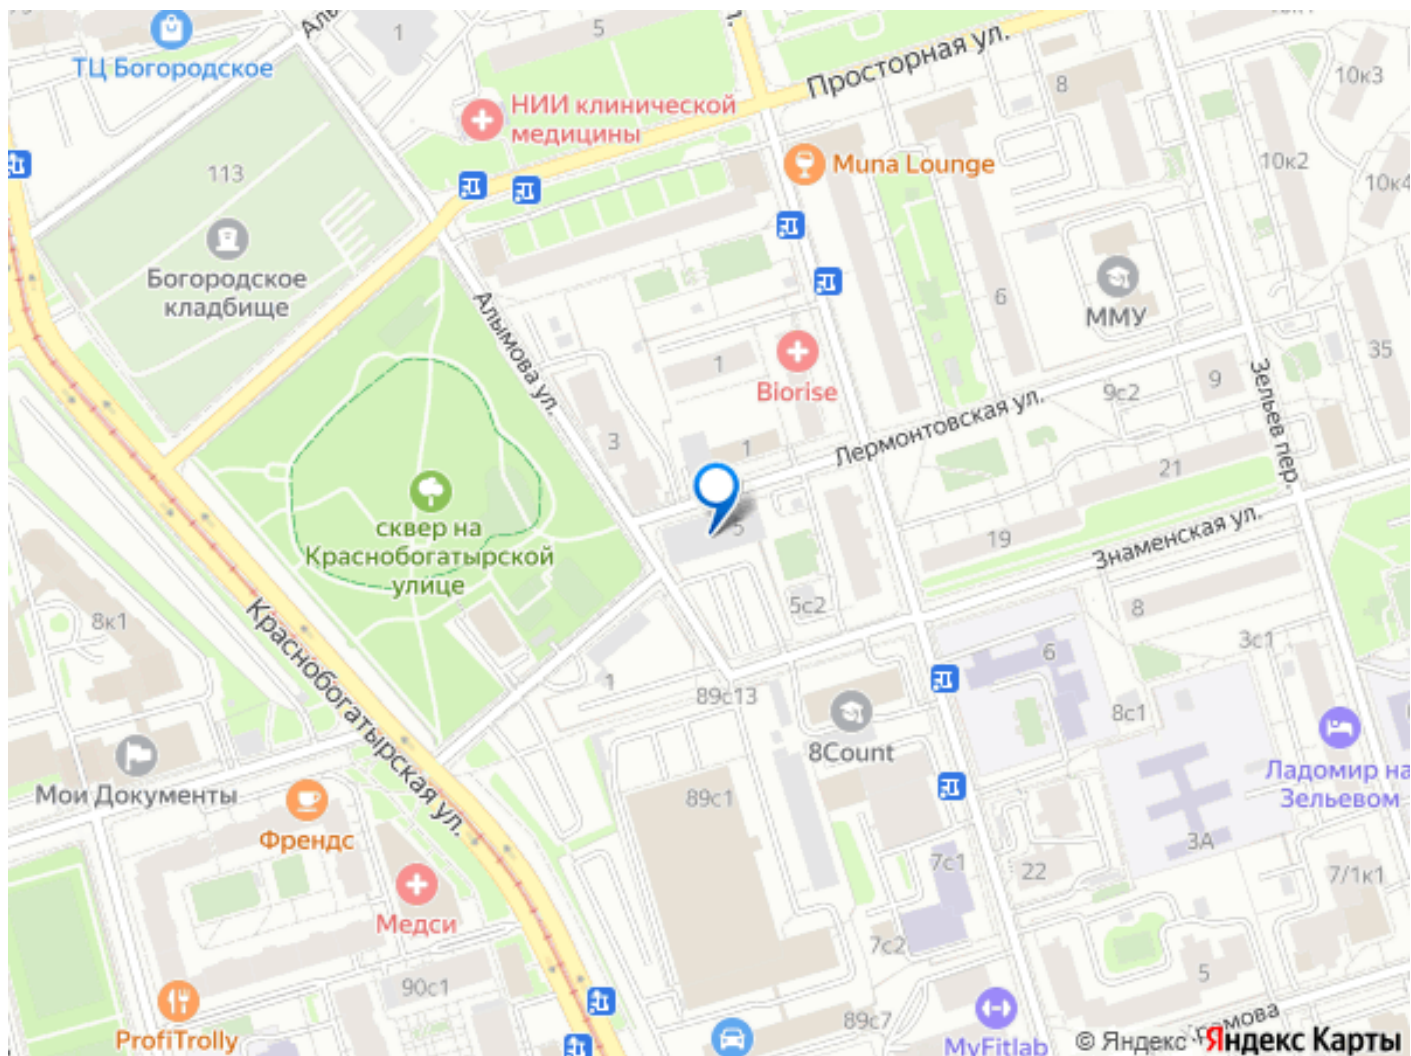 ТЦ Богородское
1
5
НИИ клинической
медицины
Просторная ул.
8
10к3
10к2
10к4
Muna Lounge
113
Богородское
кладбище
Алымова ул.
6
ММУ
35
1
Biorise
9с2
9
Зельев пер.
Лермонтовская ул.
3
1
21
сквер на
Краснобогатырской
улице
5
19
Знаменская ул.
8к1
5с2
8
3с1
6
Краснобогатырская ул.
1
89с13
8с1
8Count
Мои Документы
Ладомир на
Зельевом
89с1
Френдс
3А
7с1
22
7/1к1
Медси
7с2
5
90с1
89с7
ProfiTrolly
MyFitlab
© Яндекс
Яндекс Карты